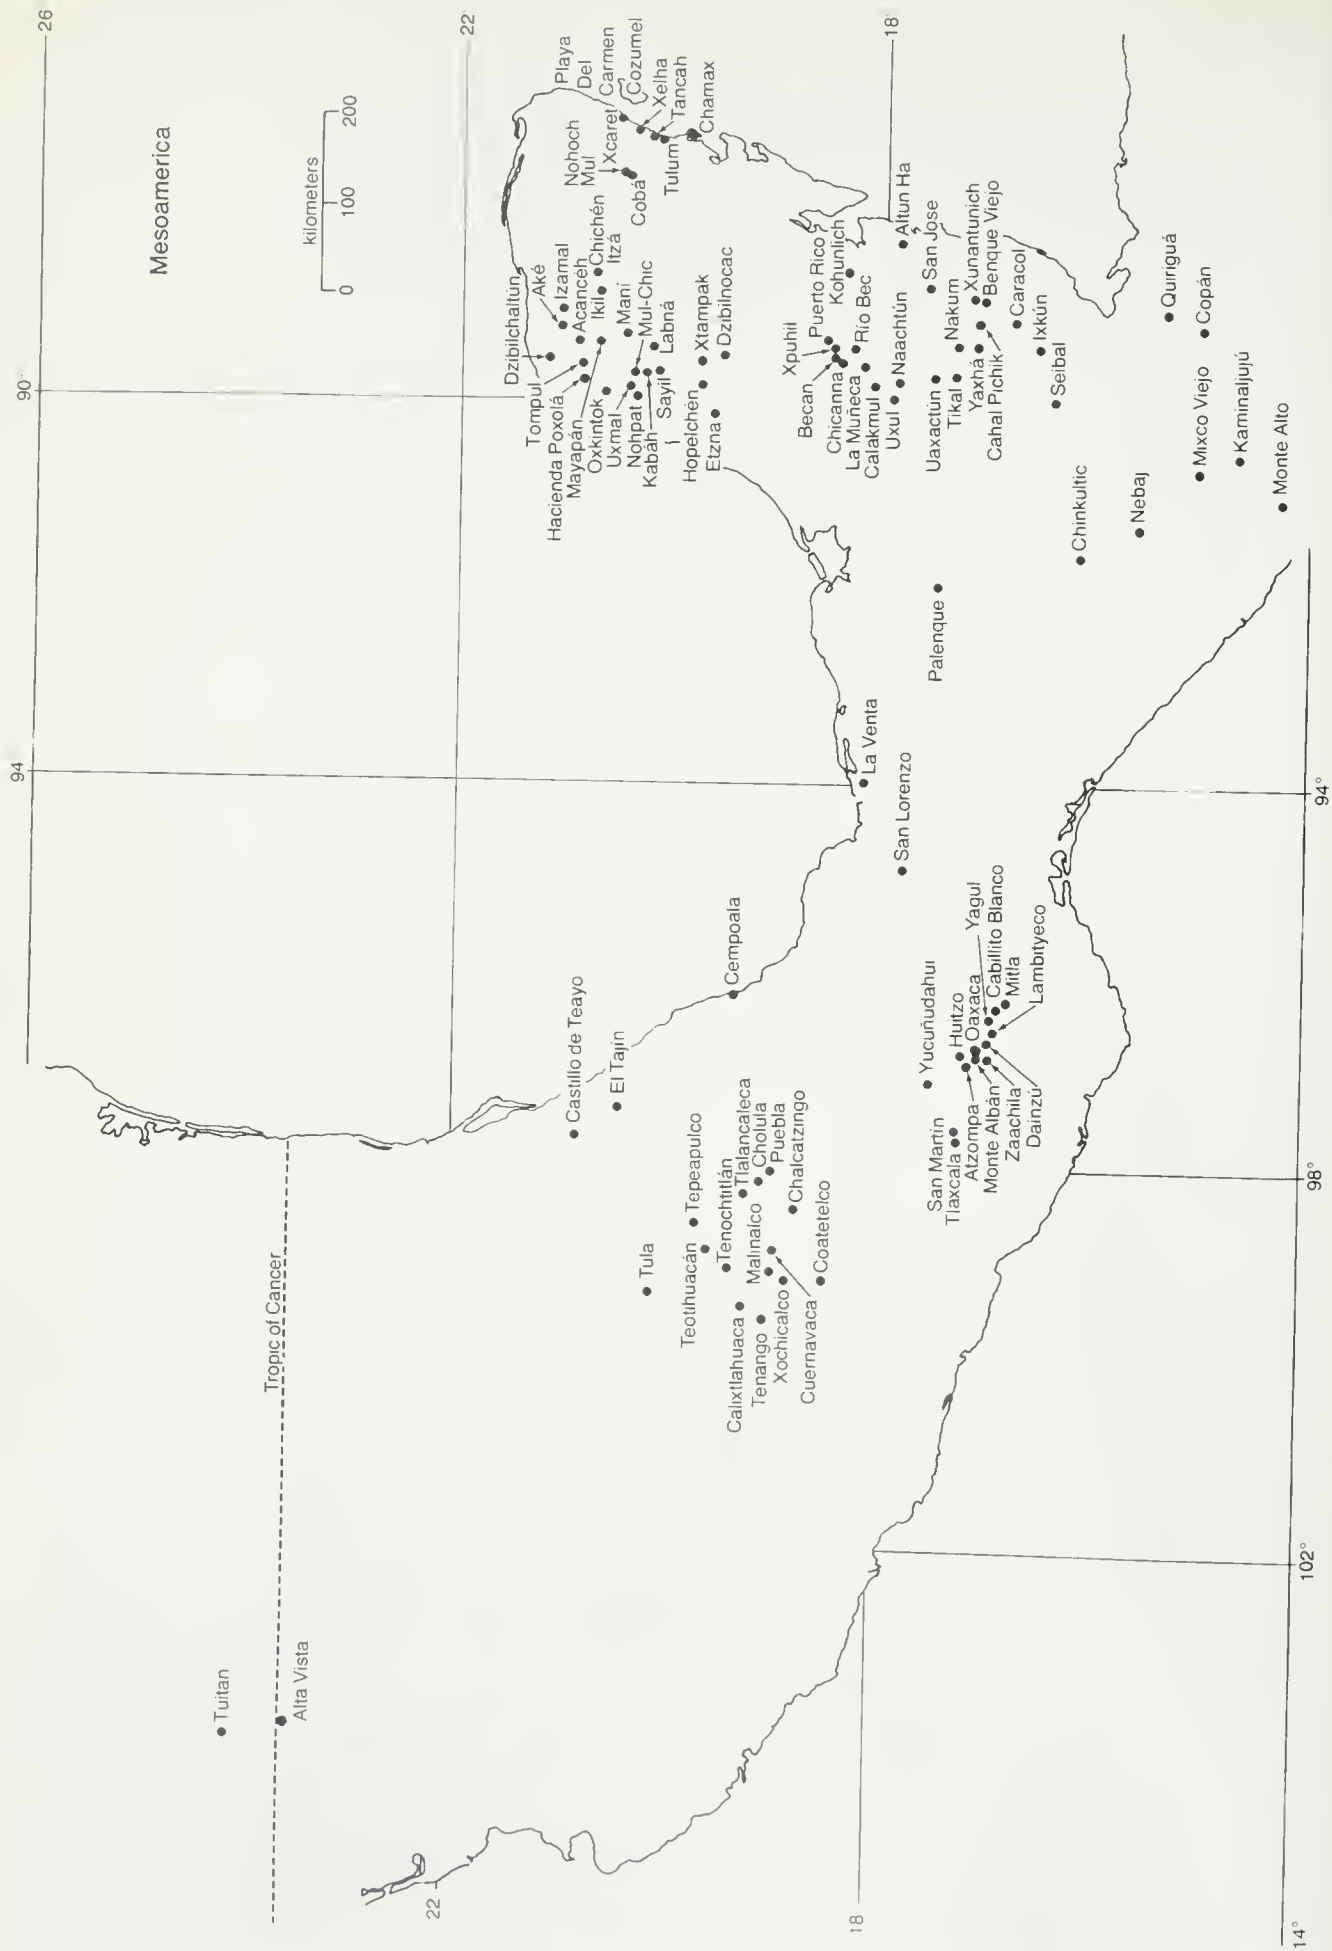 Mesoamerica
kilometers
0 100 200
26
22
18
90
94
94°
98°
102°
14°
18
22
Tropic of Cancer
Tuitan
Alta Vista
Castillo de Teayo
El Tajín
Cempoala
Tula
Tepeapulco
Teotihuacán
Tenochtitlán
Tlalancaleca
Cholula
Puebla
Chalcatzingo
Calixtlahuaca
Tenango
Malinalco
Xochicalco
Cuernavaca
Coatetelco
Yucuñudahui
Huitzo
Oaxaca
Yagul
Cabillito Blanco
Mitla
Lambityeco
San Martin
Tlaxcala
Atzompa
Monte Albán
Zaachila
Dainzú
La Venta
San Lorenzo
Palenque
Chinkultic
Nebaj
Mixco Viejo
Kaminaljujú
Monte Alto
Quiriguá
Copán
Dzibilchaltún
Aké
Izamal
Acancéh
Ikil
Chichén
Itzá
Maní
Mul-Chic
Labná
Tompul
Hacienda Poxolá
Mayapán
Oxkintok
Uxmal
Nohpat
Kabáh
Sayil
Hopelchén
Etzna
Xtampak
Dzibilnocac
Nohoch
Mul
Cobá
Xcaret
Playa
Del
Carmen
Cozumel
Xelha
Tancah
Tulum
Chamax
Xpuhil
Becan
Chicanna
La Muñeca
Calakmul
Uxul
Puerto Rico
Kohunlich
Río Bec
Naachtún
Altun Ha
San Jose
Uaxactún
Tikal
Nakum
Yaxhá
Cahal Pichik
Xunantunich
Benque Viejo
Caracol
Ixkún
Seibal